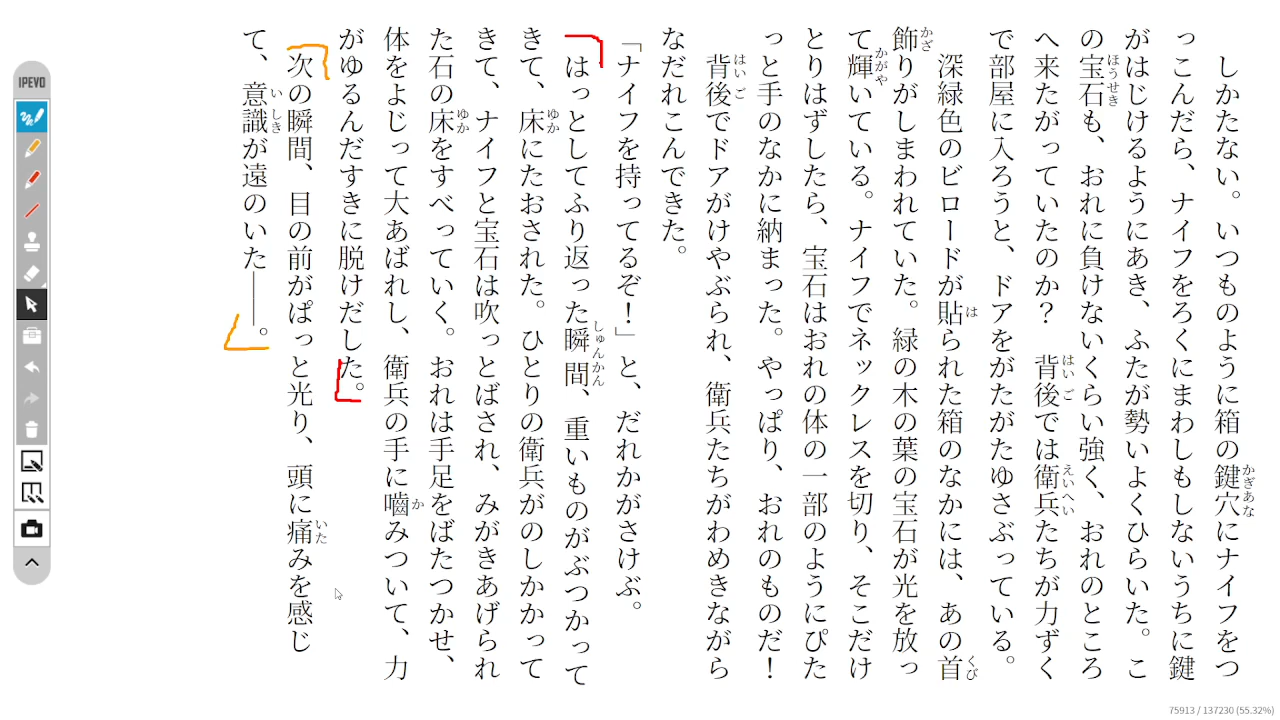 しかたない。いつものように箱の鍵穴にナイフをつ
っこんだら、ナイフをろくにまわしもしないうちに鍵
がはじけるようにあき、ふたが勢いよくひらいた。こ
の宝石も、おれに負けないくらい強く、おれのところ
へ来たがっていたのか？　背後では衛兵たちが力ずく
で部屋に入ろうと、ドアをがたがたゆさぶっている。
深緑色のビロードが貼られた箱のなかには、あの首
飾りがしまわれていた。緑の木の葉の宝石が光を放っ
て輝いている。ナイフでネックレスを切り、そこだけ
とりはずしたら、宝石はおれの体の一部のようにぴた
っと手のなかに納まった。やっぱり、おれのものだ！
背後でドアがけやぶられ、衛兵たちがわめきながら
なだれこんできた。
「ナイフを持ってるぞ！」と、だれかがさけぶ。
はっとしてふり返った瞬間、重いものがぶつかって
きて、床にたおされた。ひとりの衛兵がのしかかって
きて、ナイフと宝石は吹っとばされ、みがきあげられ
た石の床をすべっていく。おれは手足をばたつかせ、
体をよじって大あばれし、衛兵の手に嚙みついて、力
がゆるんだすきに脱けだした。
次の瞬間、目の前がぱっと光り、頭に痛みを感じ
て、意識が遠のいた――。
IPEVO
75913 / 137230 (55.32%)